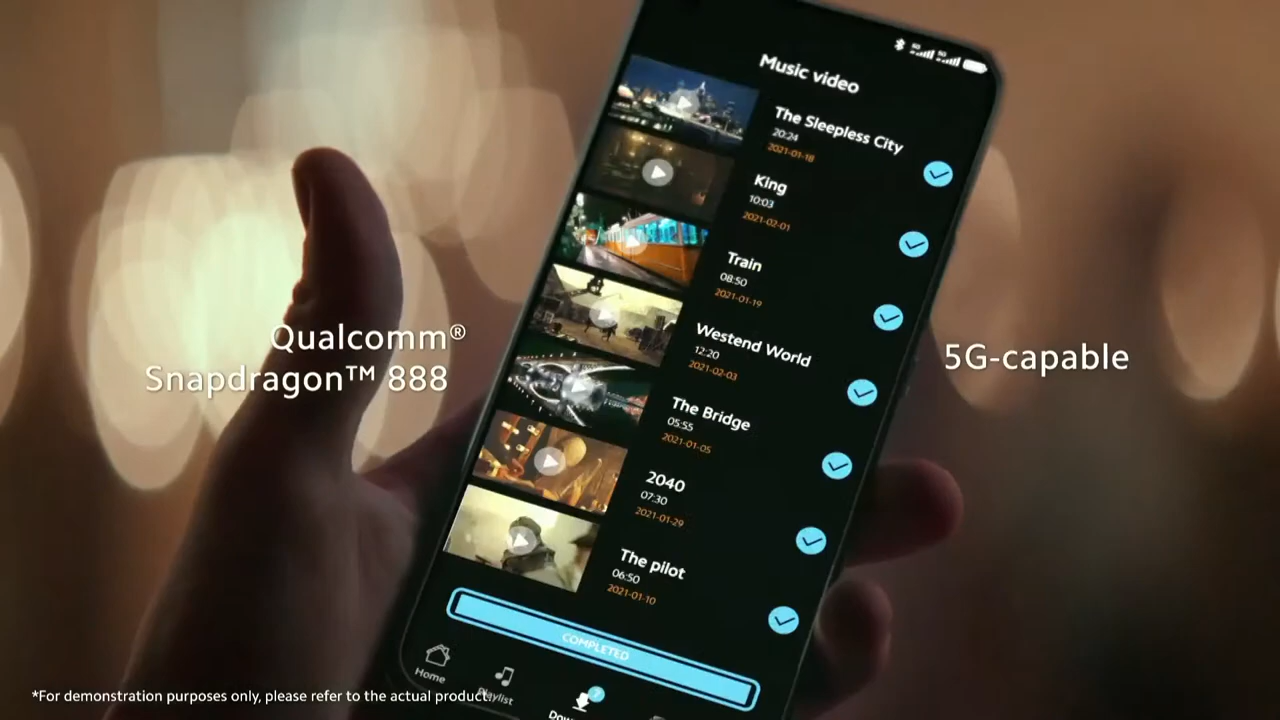 Music video
The Sleepless City
20:24
2021-01-18
King
10:03
2021-02-01
Train
08:50
2021-01-19
Westend World
12:20
2021-02-03
The Bridge
05:55
2021-01-05
2040
07:30
2021-01-29
The pilot
06:50
2021-01-10
COMPLETED
Home
Playlist
7
Qualcomm®
Snapdragon™ 888
5G-capable
*For demonstration purposes only, please refer to the actual product.